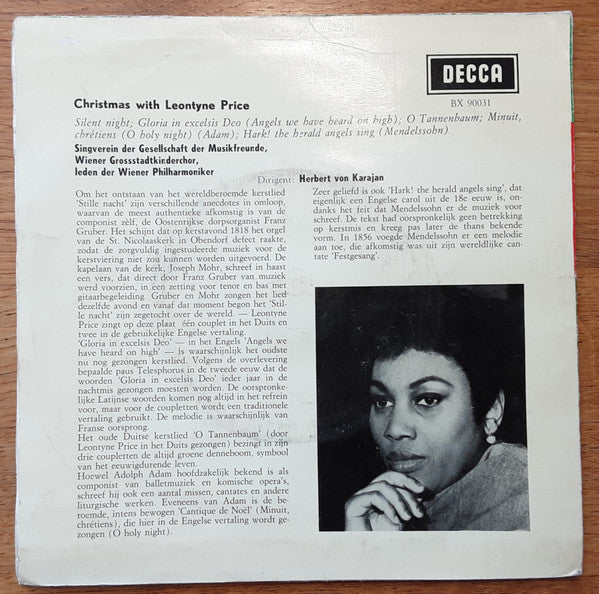 DECCA
BX 90031
Christmas with Leontyne Price
Silent night; Gloria in excelsis Deo (Angels we have heard on high); O Tannenbaum; Minuit,
chrétiens (O holy night) (Adam); Hark! the herald angels sing (Mendelssohn)
Singverein der Gesellschaft der Musikfreunde,
Wiener Grossstadtkinderchor,
leden der Wiener Philharmoniker
Dirigent: Herbert von Karajan
Om het ontstaan van het wereldberoemde kerstlied
'Stille nacht' zijn verschillende anecdotes in omloop,
waarvan de meest authentieke afkomstig is van de
componist zèlf, de Oostenrijkse dorpsorganist Franz
Gruber. Het schijnt dat op kerstavond 1818 het orgel
van de St. Nicolaaskerk in Obendorf defect raakte,
zodat de zorgvuldig ingestudeerde muziek voor de
kerstviering niet zou kunnen worden uitgevoerd. De
kapelaan van de kerk, Joseph Mohr, schreef in haast
een vers, dat direct door Franz Gruber van muziek
werd voorzien, in een zetting voor tenor en bas met
gitaarbegeleiding. Gruber en Mohr zongen het lied
dezelfde avond en vanaf dat moment begon het 'Stil-
le nacht' zijn zegetocht over de wereld. — Leontyne
Price zingt op deze plaat één couplet in het Duits en
twee in de gebruikelijke Engelse vertaling.
'Gloria in excelsis Deo' — in het Engels 'Angels we
have heard on high' — is waarschijnlijk het oudste
nu nog gezongen kerstlied. Volgens de overlevering
bepaalde paus Telesphorus in de tweede eeuw dat de
woorden 'Gloria in excelsis Deo' ieder jaar in de
nachtmis gezongen moesten worden. De oorspronke-
lijke Latijnse woorden komen nog altijd in het refrein
voor, maar voor de coupletten wordt een traditionele
vertaling gebruikt. De melodie is waarschijnlijk van
Franse oorsprong.
Het oude Duitse kerstlied 'O Tannenbaum' (door
Leontyne Price in het Duits gezongen) bezingt in zijn
drie coupletten de altijd groene denneboom, symbool
van het eeuwigdurende leven.
Hoewel Adolph Adam hoofdzakelijk bekend is als
componist van balletmuziek en komische opera's,
schreef hij ook een aantal missen, cantates en andere
liturgische werken. Eveneens van Adam is de be-
roemde, intens bewogen 'Cantique de Noël' (Minuit,
chrétiens), die hier in de Engelse vertaling wordt ge-
zongen (O holy night).
Zeer geliefd is ook 'Hark! the herald angels sing', dat
eigenlijk een Engelse carol uit de 18e eeuw is, on-
danks het feit dat Mendelssohn er de muziek voor
schreef. De tekst had oorspronkelijk geen betrekking
op kerstmis en kreeg pas later de thans bekende
vorm. In 1856 voegde Mendelssohn er een melodie
aan toe, die afkomstig was uit zijn wereldlijke can-
tate 'Festgesang'.